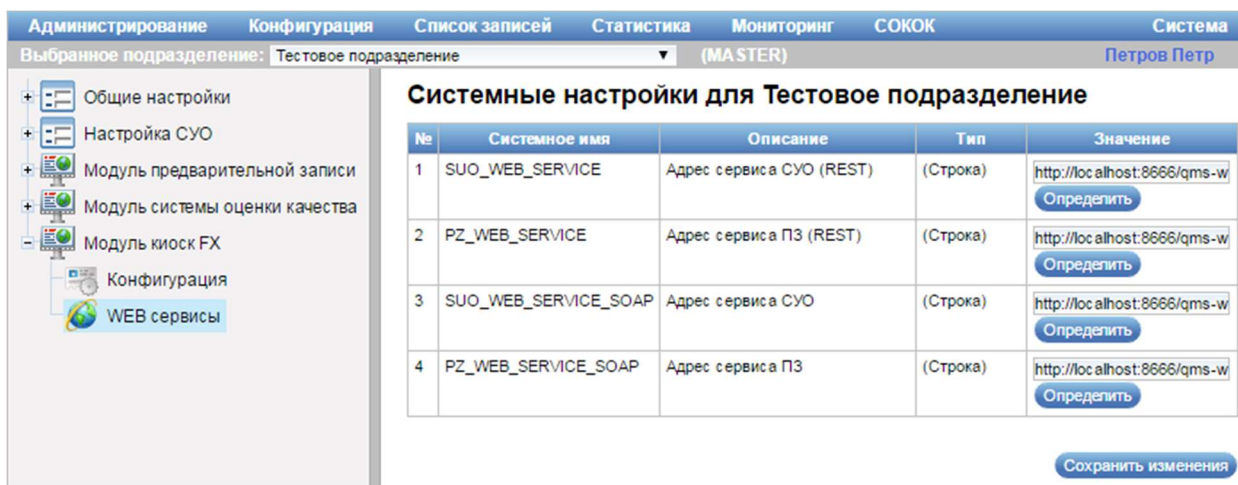 Администрирование Конфигурация Список записей Статистика Мониторинг СОКОК Система
Выбранное подразделение: Тестовое подразделение (MASTER) Петров Петр
Общие настройки
Настройка СУО
Модуль предварительной записи
Модуль системы оценки качества
Модуль киоск FX
Конфигурация
WEB сервисы
Системные настройки для Тестовое подразделение
№ Системное имя Описание Тип Значение
1 SUO_WEB_SERVICE Адрес сервиса СУО (REST) (Строка) http://localhost:8666/qms-w
Определить
2 PZ_WEB_SERVICE Адрес сервиса ПЗ (REST) (Строка) http://localhost:8666/qms-w
Определить
3 SUO_WEB_SERVICE_SOAP Адрес сервиса СУО (Строка) http://localhost:8666/qms-w
Определить
4 PZ_WEB_SERVICE_SOAP Адрес сервиса ПЗ (Строка) http://localhost:8666/qms-w
Определить
Сохранить изменения